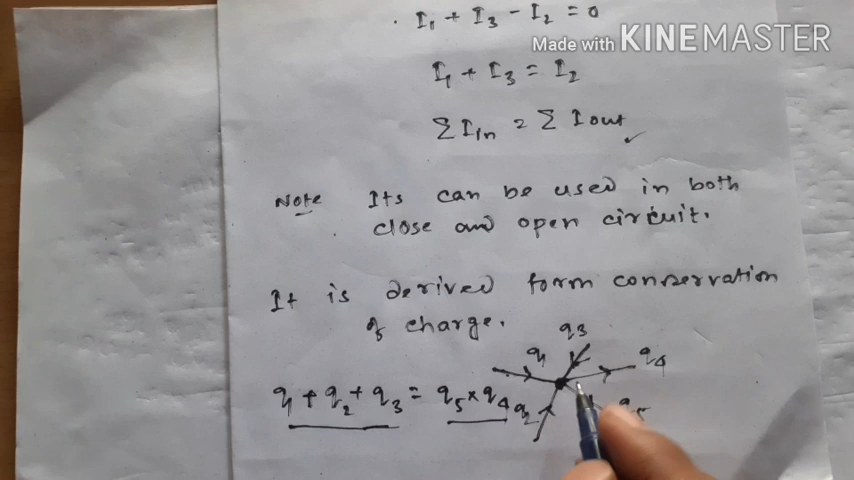 I₁ + I₃ - I₂ = 0
Made with KINEMASTER
I₁ + I₃ = I₂
Σ I in = Σ I out
Note Its can be used in both
close and open circuit.
It is derived form conservation
of charge.
q₃
q₁ q₄
q₁ + q₂ + q₃ = q₅ × q₄
q₂ q₅